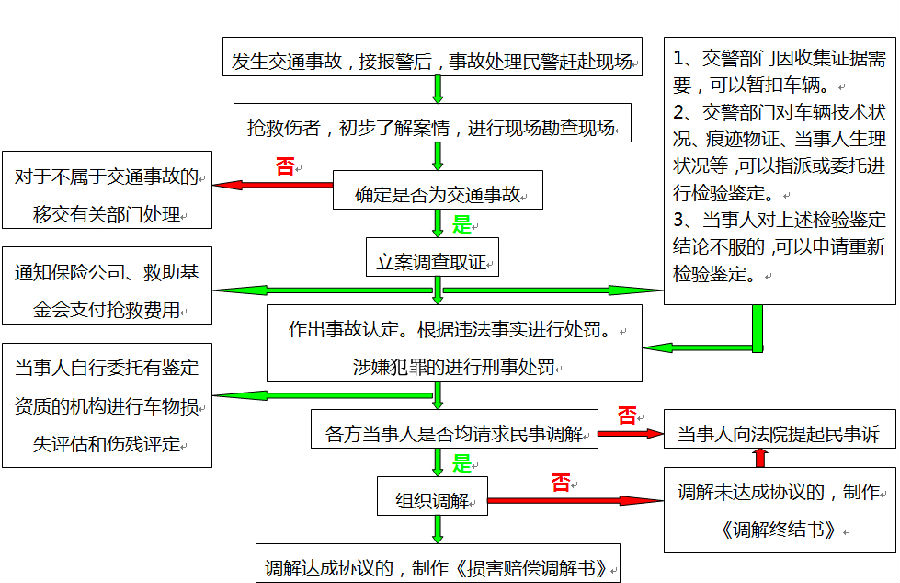 发生交通事故，接报警后，事故处理民警赶赴现场
抢救伤者，初步了解案情，进行现场勘查现场
否
对于不属于交通事故的
移交有关部门处理
确定是否为交通事故
是
立案调查取证
1、交警部门因收集证据需
要，可以暂扣车辆。
2、交警部门对车辆技术状
况、痕迹物证、当事人生理
状况等，可以指派或委托进
行检验鉴定。
3、当事人对上述检验鉴定
结论不服的，可以申请重新
检验鉴定。
通知保险公司、救助基
金会支付抢救费用
作出事故认定。根据违法事实进行处罚。
涉嫌犯罪的进行刑事处罚
当事人自行委托有鉴定
资质的机构进行车物损
失评估和伤残评定
各方当事人是否均请求民事调解
否
当事人向法院提起民事诉
是
组织调解
否
调解未达成协议的，制作
《调解终结书》
调解达成协议的，制作《损害赔偿调解书》